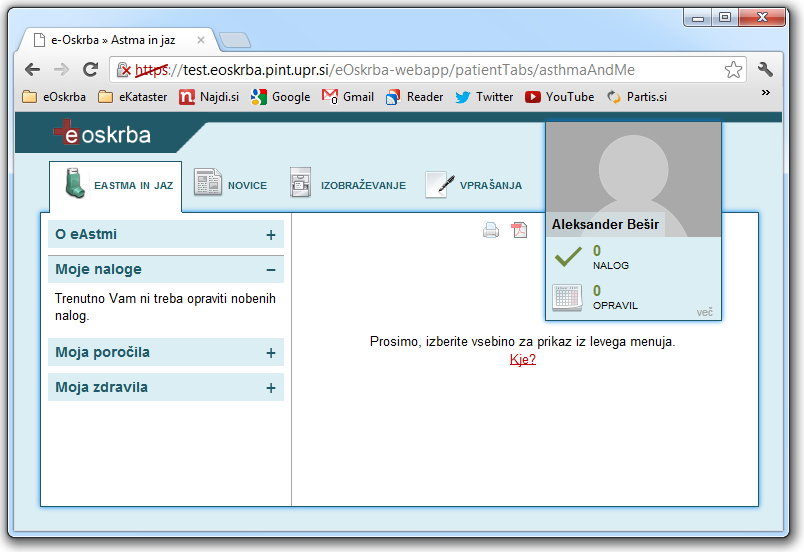 e-Oskrba » Astma in jaz
https://test.eoskrba.pint.upr.si/eOskrba-webapp/patientTabs/asthmaAndMe
eOskrba eKataster Najdi.si Google Gmail Reader Twitter YouTube Partis.si »
eoskrba
EASTMA IN JAZ NOVICE IZOBRAŽEVANJE VPRAŠANJA
Aleksander Bešir
0
NALOG
0
OPRAVIL
več
O eAstmi +
Moje naloge −
Trenutno Vam ni treba opraviti nobenih
nalog.
Moja poročila +
Moja zdravila +
Prosimo, izberite vsebino za prikaz iz levega menuja.
Kje?